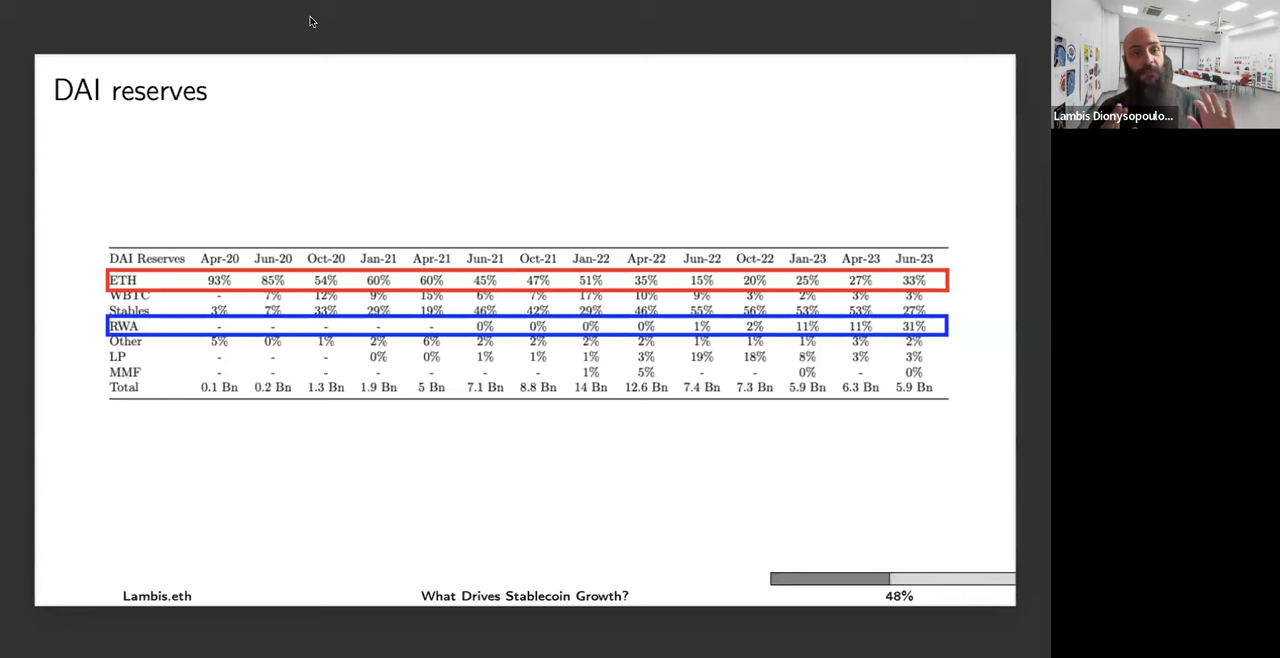 DAI reserves
Lambis Dionysopoulo...
DAI Reserves Apr-20 Jun-20 Oct-20 Jan-21 Apr-21 Jun-21 Oct-21 Jan-22 Apr-22 Jun-22 Oct-22 Jan-23 Apr-23 Jun-23
ETH 93% 85% 54% 60% 60% 45% 47% 51% 35% 15% 20% 25% 27% 33%
WBTC - 7% 12% 9% 15% 6% 7% 17% 10% 9% 3% 2% 3% 3%
Stables 3% 7% 33% 29% 19% 46% 42% 29% 46% 55% 56% 53% 53% 27%
RWA - - - - - 0% 0% 0% 0% 1% 2% 11% 11% 31%
Other 5% 0% 1% 2% 6% 2% 2% 2% 2% 1% 1% 1% 3% 2%
LP - - - 0% 0% 1% 1% 1% 3% 19% 18% 8% 3% 3%
MMF - - - - - - - 1% 5% - - 0% - 0%
Total 0.1 Bn 0.2 Bn 1.3 Bn 1.9 Bn 5 Bn 7.1 Bn 8.8 Bn 14 Bn 12.6 Bn 7.4 Bn 7.3 Bn 5.9 Bn 6.3 Bn 5.9 Bn
Lambis.eth What Drives Stablecoin Growth? 48%